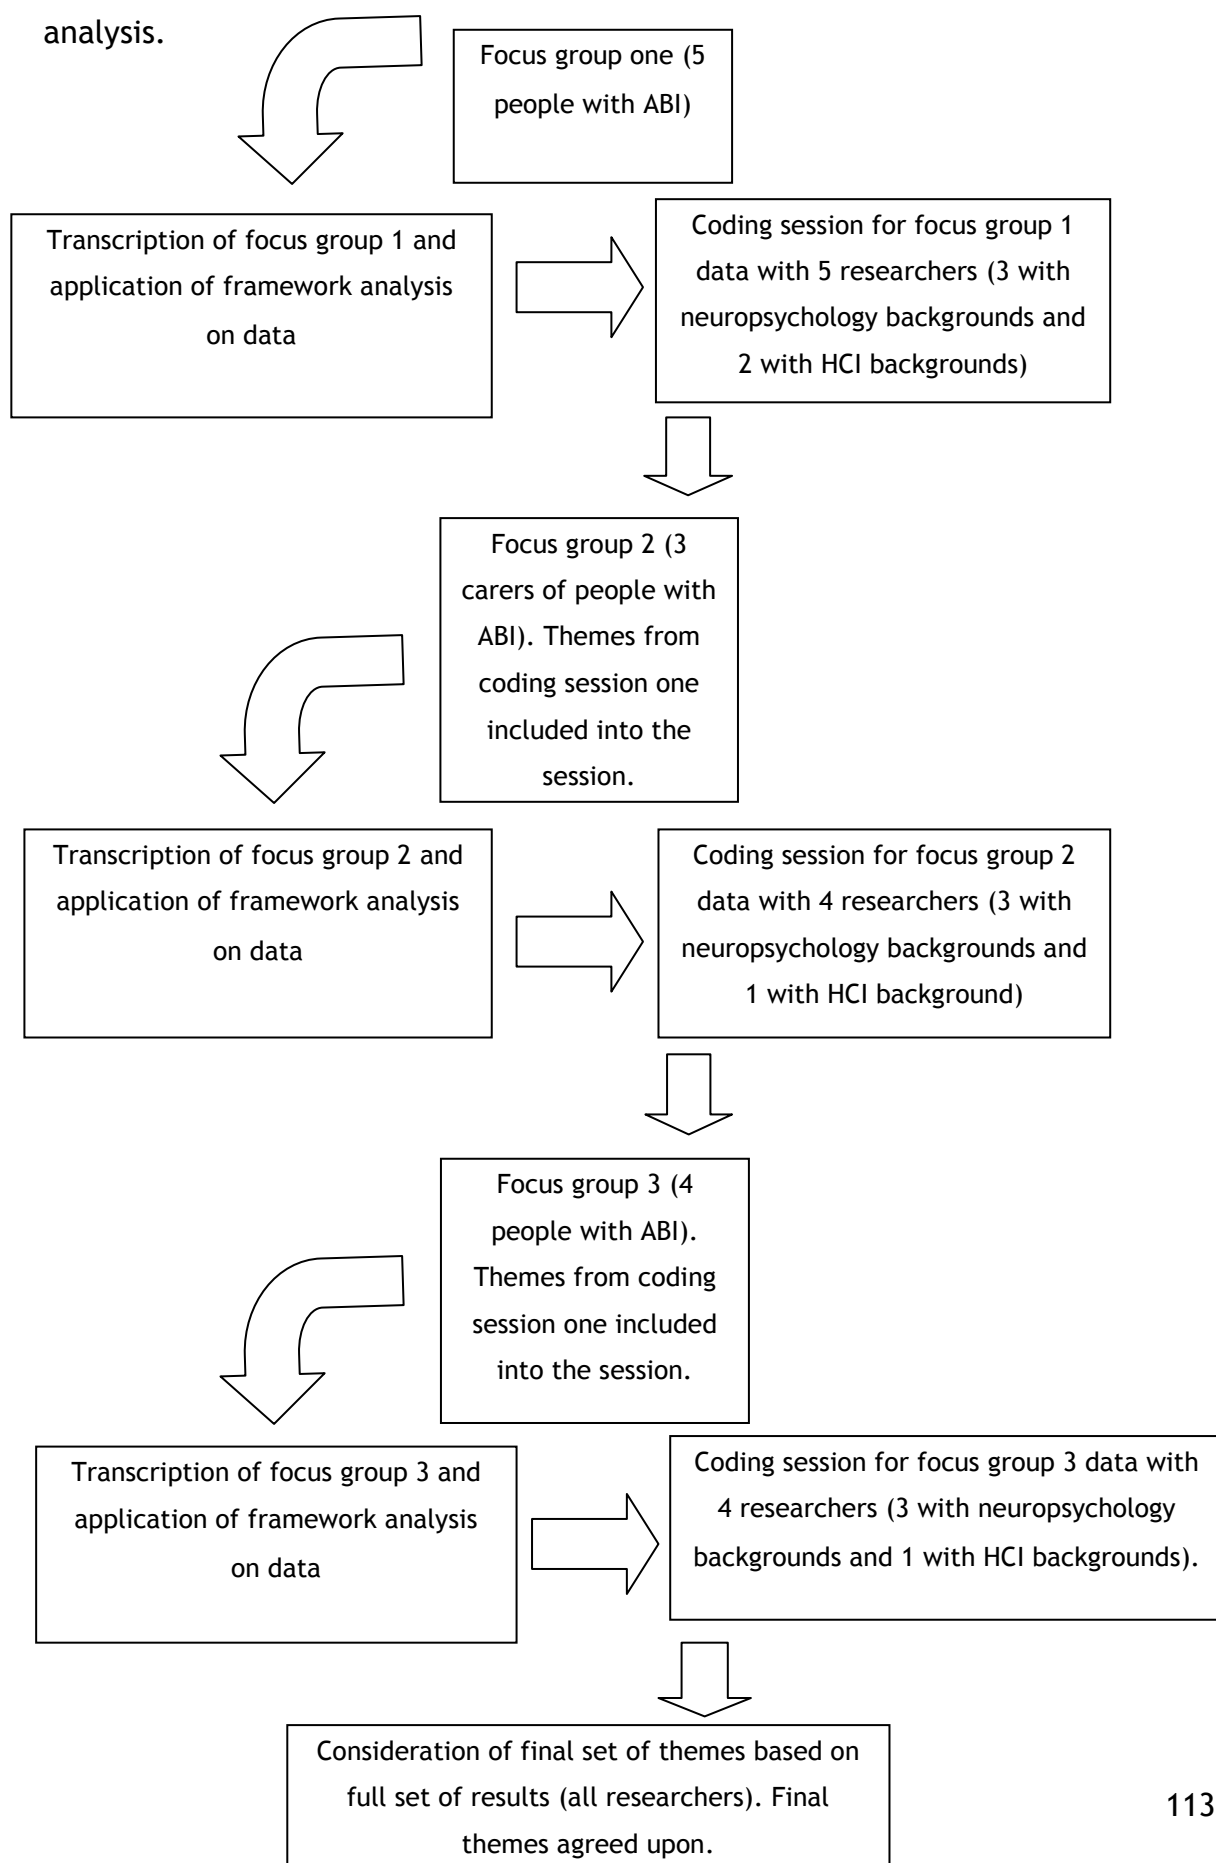 analysis.
Focus group one (5
people with ABI)
Transcription of focus group 1 and
application of framework analysis
on data
Coding session for focus group 1
data with 5 researchers (3 with
neuropsychology backgrounds and
2 with HCI backgrounds)
Focus group 2 (3
carers of people with
ABI). Themes from
coding session one
included into the
session.
Transcription of focus group 2 and
application of framework analysis
on data
Coding session for focus group 2
data with 4 researchers (3 with
neuropsychology backgrounds and
1 with HCI background)
Focus group 3 (4
people with ABI).
Themes from coding
session one included
into the session.
Transcription of focus group 3 and
application of framework analysis
on data
Coding session for focus group 3 data with
4 researchers (3 with neuropsychology
backgrounds and 1 with HCI backgrounds).
Consideration of final set of themes based on
full set of results (all researchers). Final
themes agreed upon.
113